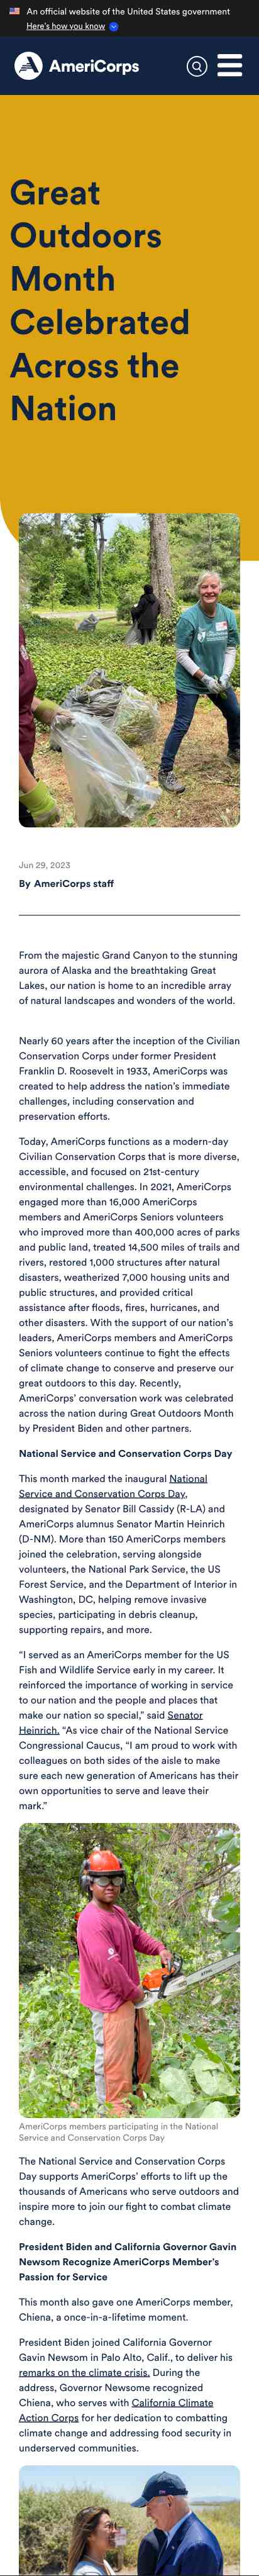 An official website of the United States government
Here's how you know
AmeriCorps
Great
Outdoors
Month
Celebrated
Across the
Nation
Jun 29, 2023
By AmeriCorps staff
From the majestic Grand Canyon to the stunning
aurora of Alaska and the breathtaking Great
Lakes, our nation is home to an incredible array
of natural landscapes and wonders of the world.
Nearly 60 years after the inception of the Civilian
Conservation Corps under former President
Franklin D. Roosevelt in 1933, AmeriCorps was
created to help address the nation's immediate
challenges, including conservation and
preservation efforts.
Today, AmeriCorps functions as a modern-day
Civilian Conservation Corps that is more diverse,
accessible, and focused on 21st-century
environmental challenges. In 2021, AmeriCorps
engaged more than 16,000 AmeriCorps
members and AmeriCorps Seniors volunteers
who improved more than 400,000 acres of parks
and public land, treated 14,500 miles of trails and
rivers, restored 1,000 structures after natural
disasters, weatherized 7,000 housing units and
public structures, and provided critical
assistance after floods, fires, hurricanes, and
other disasters. With the support of our nation's
leaders, AmeriCorps members and AmeriCorps
Seniors volunteers continue to fight the effects
of climate change to conserve and preserve our
great outdoors to this day. Recently,
AmeriCorps' conversation work was celebrated
across the nation during Great Outdoors Month
by President Biden and other partners.
National Service and Conservation Corps Day
This month marked the inaugural National
Service and Conservation Corps Day,
designated by Senator Bill Cassidy (R-LA) and
AmeriCorps alumnus Senator Martin Heinrich
(D-NM). More than 150 AmeriCorps members
joined the celebration, serving alongside
volunteers, the National Park Service, the US
Forest Service, and the Department of Interior in
Washington, DC, helping remove invasive
species, participating in debris cleanup,
supporting repairs, and more.
"I served as an AmeriCorps member for the US
Fish and Wildlife Service early in my career. It
reinforced the importance of working in service
to our nation and the people and places that
make our nation so special," said Senator
Heinrich. "As vice chair of the National Service
Congressional Caucus, "I am proud to work with
colleagues on both sides of the aisle to make
sure each new generation of Americans has their
own opportunities to serve and leave their
mark."
STIHL
AmeriCorps members participating in the National
Service and Conservation Corps Day
The National Service and Conservation Corps
Day supports AmeriCorps' efforts to lift up the
thousands of Americans who serve outdoors and
inspire more to join our fight to combat climate
change.
President Biden and California Governor Gavin
Newsom Recognize AmeriCorps Member's
Passion for Service
This month also gave one AmeriCorps member,
Chiena, a once-in-a-lifetime moment.
President Biden joined California Governor
Gavin Newsom in Palo Alto, Calif., to deliver his
remarks on the climate crisis. During the
address, Governor Newsome recognized
Chiena, who serves with California Climate
Action Corps for her dedication to combatting
climate change and addressing food security in
underserved communities.